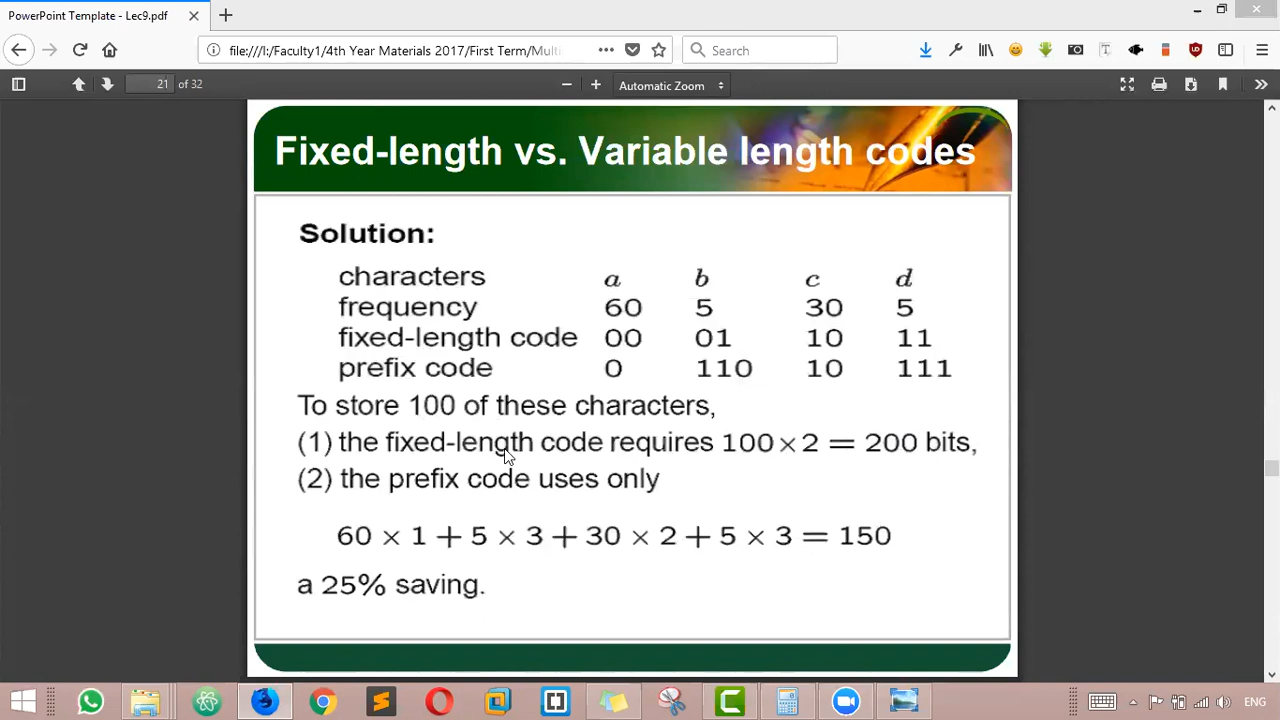 PowerPoint Template - Lec9.pdf
file:///I:/Faculty1/4th Year Materials 2017/First Term/Mult
Search
21 of 32
Automatic Zoom
Fixed-length vs. Variable length codes
Solution:
characters a b c d
frequency 60 5 30 5
fixed-length code 00 01 10 11
prefix code 0 110 10 111
To store 100 of these characters,
(1) the fixed-length code requires 100×2 = 200 bits,
(2) the prefix code uses only
60 × 1 + 5 × 3 + 30 × 2 + 5 × 3 = 150
a 25% saving.
ENG